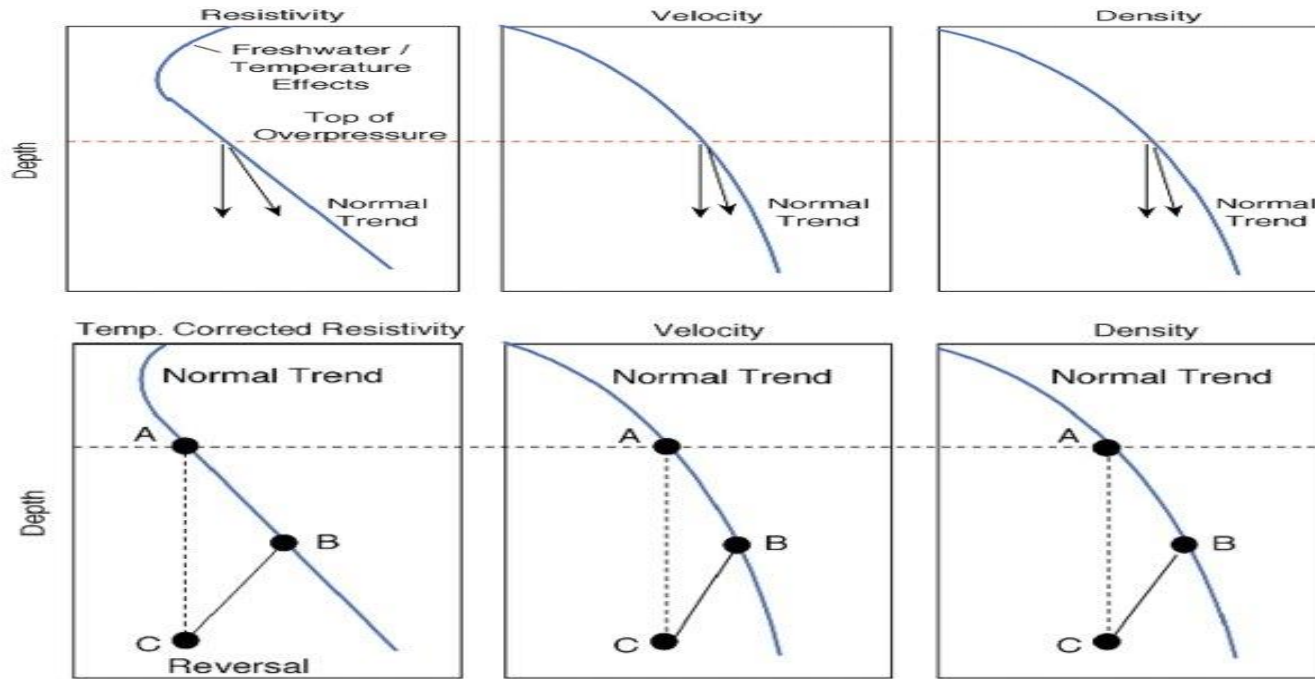 Resistivity
Velocity
Density
Freshwater /
Temperature
Effects
Top of
Overpressure
Depth
Normal
Trend
Normal
Trend
Normal
Trend
Temp. Corrected Resistivity
Velocity
Density
Normal Trend
Normal Trend
Normal Trend
A
A
A
Depth
B
B
B
C
C
C
Reversal